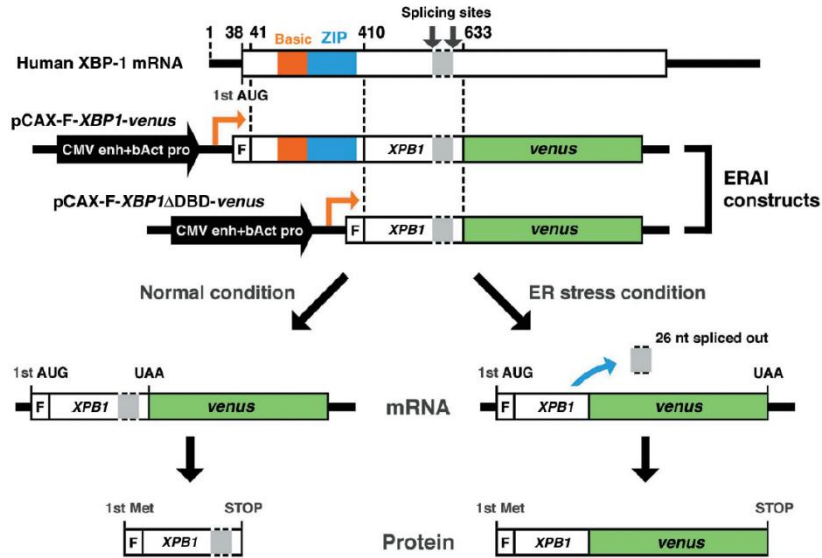 Splicing sites
1 38 41 Basic ZIP 410 633
Human XBP-1 mRNA
1st AUG
pCAX-F-XBP1-venus
CMV enh+bAct pro F XPB1 venus
pCAX-F-XBP1ΔDBD-venus
ERAI
constructs
CMV enh+bAct pro F XPB1 venus
Normal condition ER stress condition
26 nt spliced out
1st AUG UAA 1st AUG UAA
F XPB1 venus mRNA F XPB1 venus
1st Met STOP 1st Met STOP
F XPB1 Protein F XPB1 venus